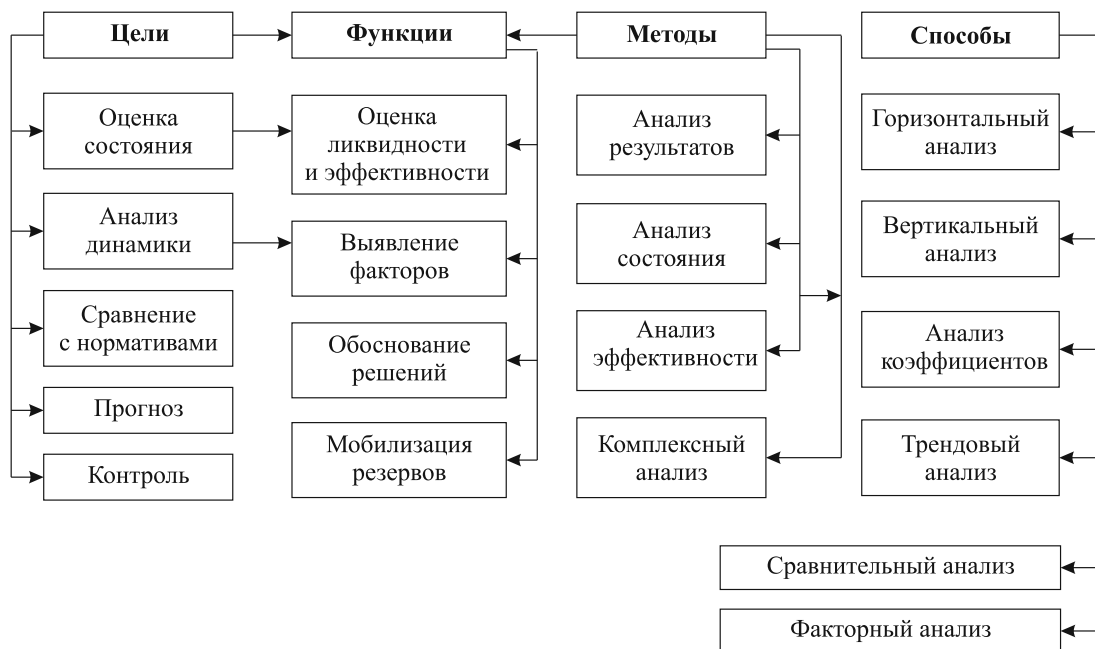 Цели
Функции
Методы
Способы
Оценка
состояния
Оценка
ликвидности
и эффективности
Анализ
результатов
Горизонтальный
анализ
Анализ
динамики
Выявление
факторов
Анализ
состояния
Вертикальный
анализ
Сравнение
с нормативами
Обоснование
решений
Анализ
эффективности
Анализ
коэффициентов
Прогноз
Мобилизация
резервов
Комплексный
анализ
Трендовый
анализ
Контроль
Сравнительный анализ
Факторный анализ